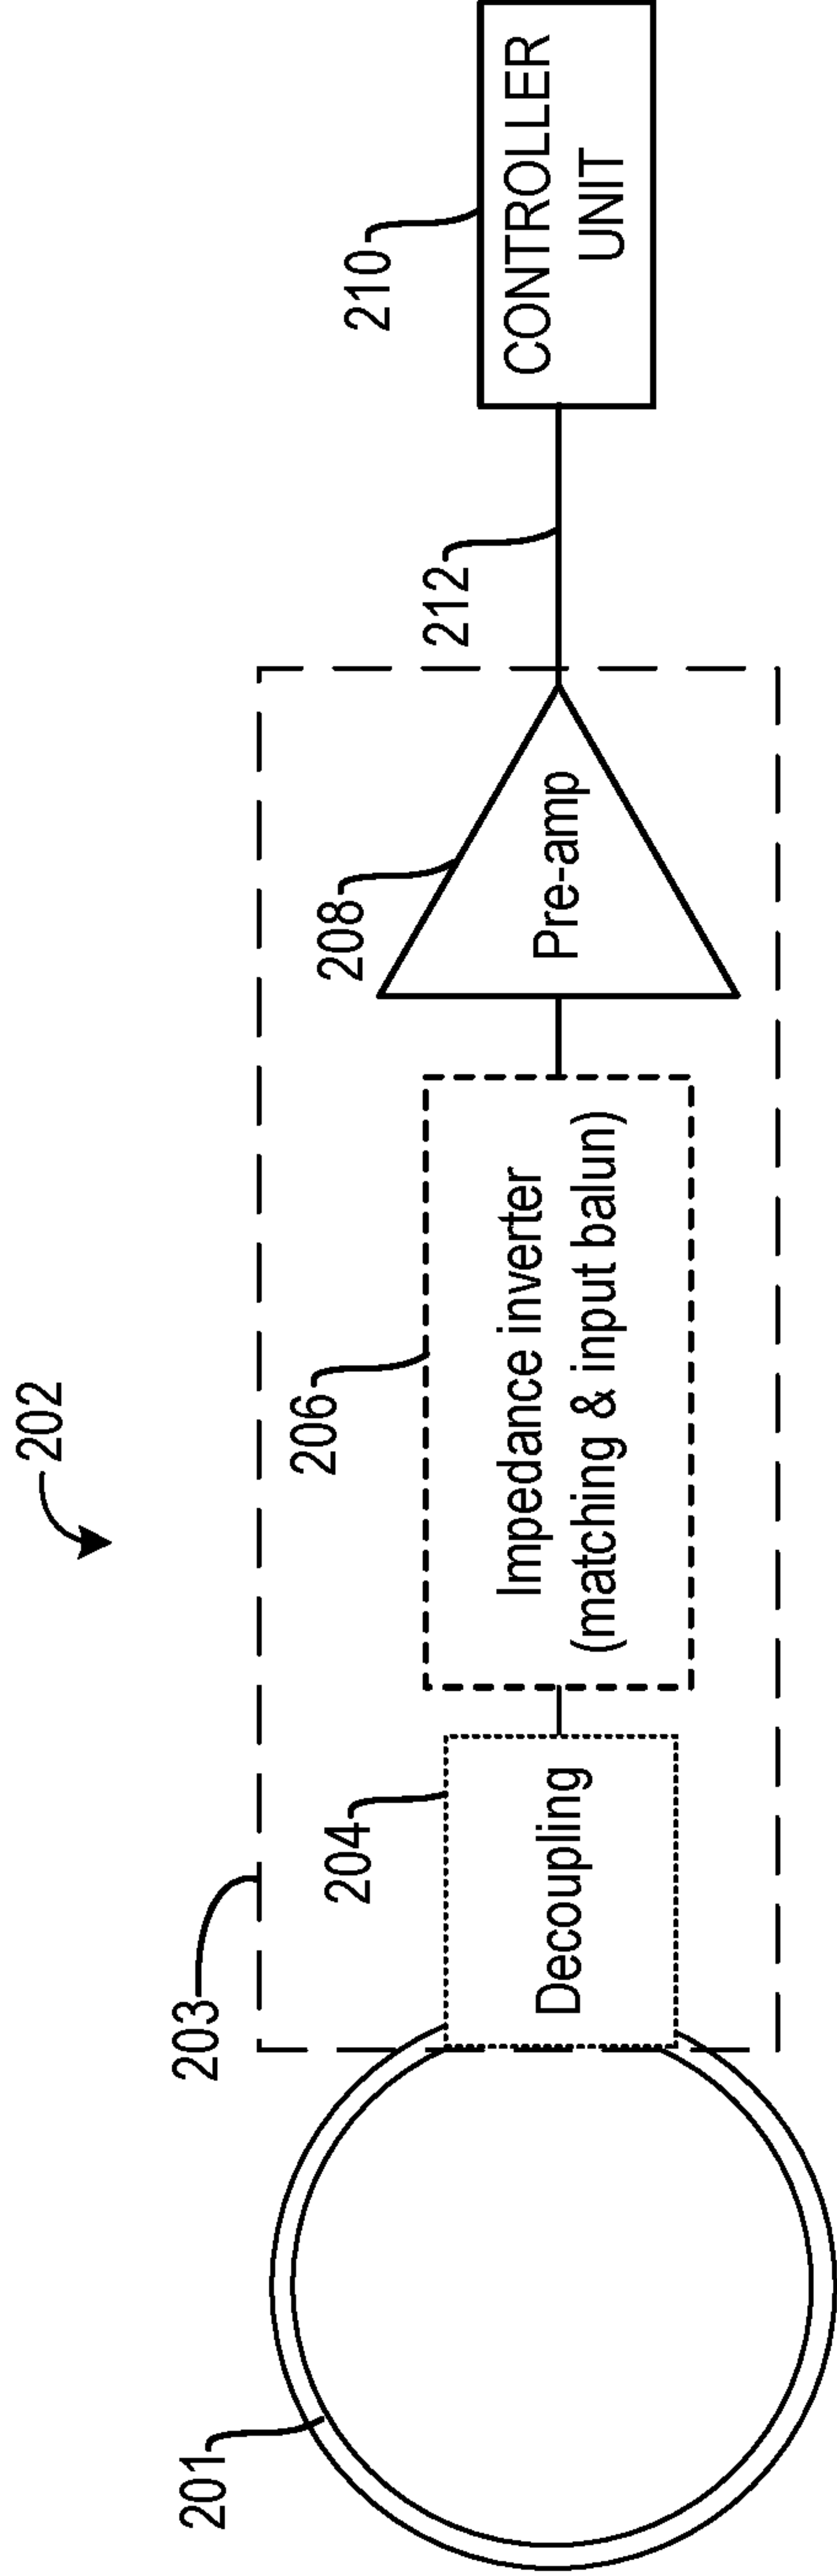 202
203
201
204
Decoupling
206
Impedance inverter
(matching & input balun)
208
Pre-amp
212
210
CONTROLLER
UNIT